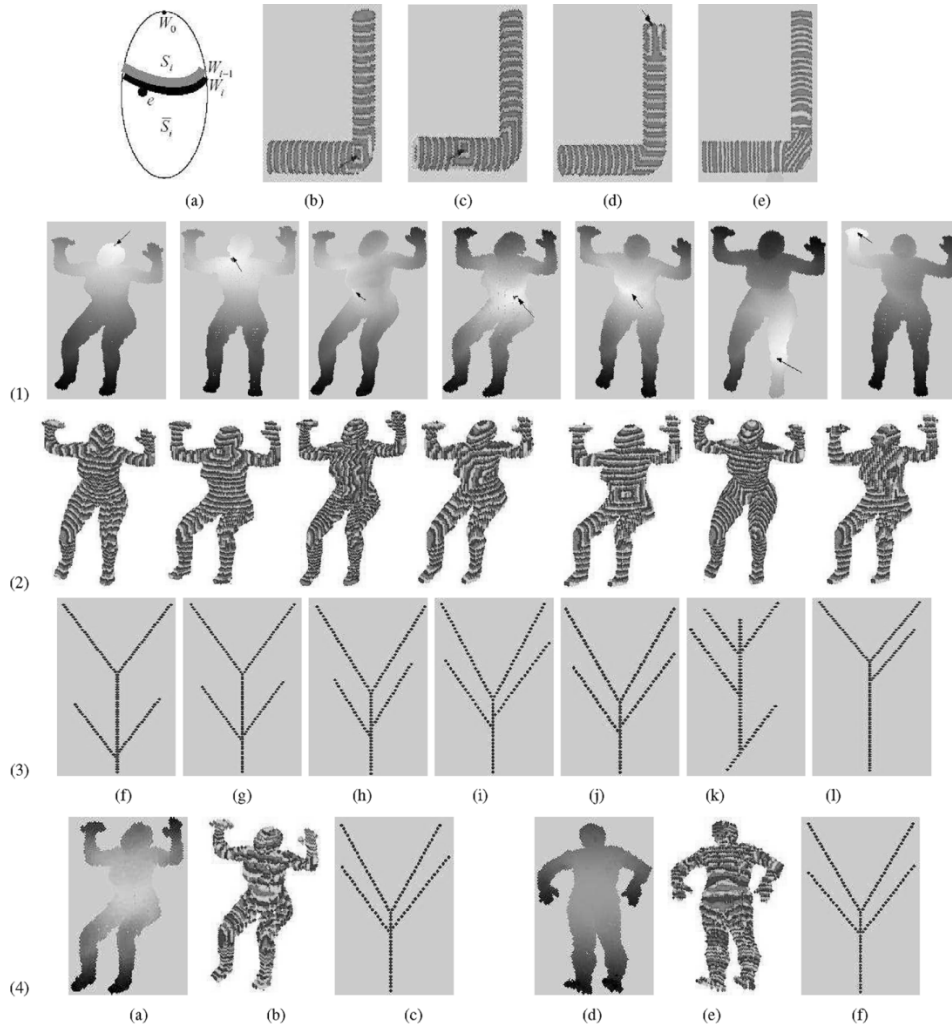 W₀
Sᵢ
Wᵢ₋₁
Wᵢ
e
S̅ᵢ
(a) (b) (c) (d) (e)
(1)
(2)
(3)
(f) (g) (h) (i) (j) (k) (l)
(4)
(a) (b) (c) (d) (e) (f)